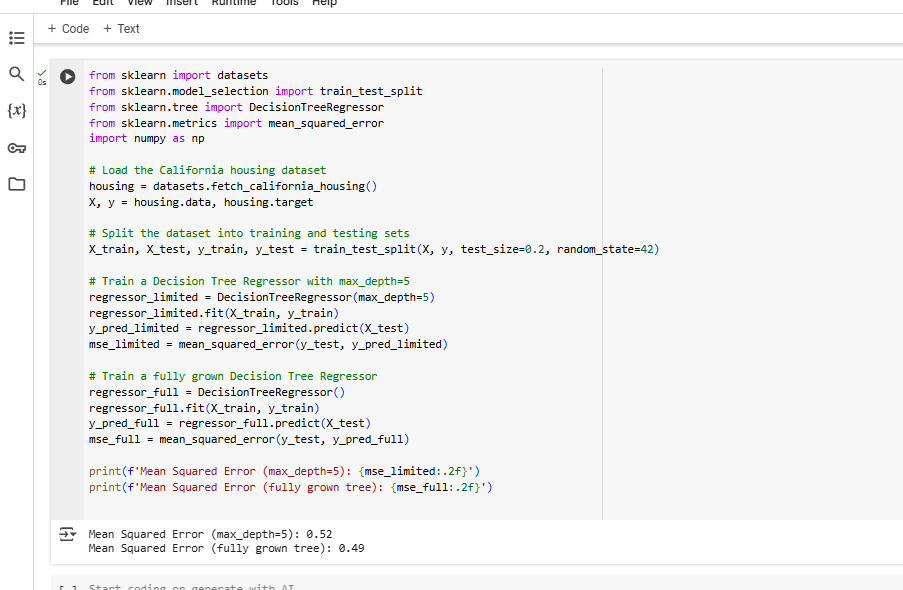 File Edit View Insert Runtime Tools Help
+ Code + Text
{x}
0s
from sklearn import datasets
from sklearn.model_selection import train_test_split
from sklearn.tree import DecisionTreeRegressor
from sklearn.metrics import mean_squared_error
import numpy as np
# Load the California housing dataset
housing = datasets.fetch_california_housing()
X, y = housing.data, housing.target
# Split the dataset into training and testing sets
X_train, X_test, y_train, y_test = train_test_split(X, y, test_size=0.2, random_state=42)
# Train a Decision Tree Regressor with max_depth=5
regressor_limited = DecisionTreeRegressor(max_depth=5)
regressor_limited.fit(X_train, y_train)
y_pred_limited = regressor_limited.predict(X_test)
mse_limited = mean_squared_error(y_test, y_pred_limited)
# Train a fully grown Decision Tree Regressor
regressor_full = DecisionTreeRegressor()
regressor_full.fit(X_train, y_train)
y_pred_full = regressor_full.predict(X_test)
mse_full = mean_squared_error(y_test, y_pred_full)
print(f'Mean Squared Error (max_depth=5): {mse_limited:.2f}')
print(f'Mean Squared Error (fully grown tree): {mse_full:.2f}')
Mean Squared Error (max_depth=5): 0.52
Mean Squared Error (fully grown tree): 0.49
[ ] Start coding or generate with AI